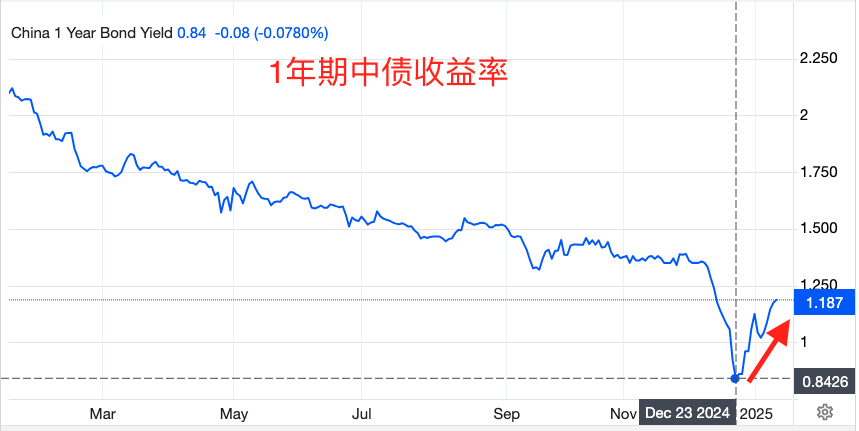 China 1 Year Bond Yield 0.84 -0.08 (-0.0780%)
1年期中债收益率
2.250
2
1.750
1.500
1.250
1.187
1
0.8426
Mar May Jul Sep Nov Dec 23 2024 2025